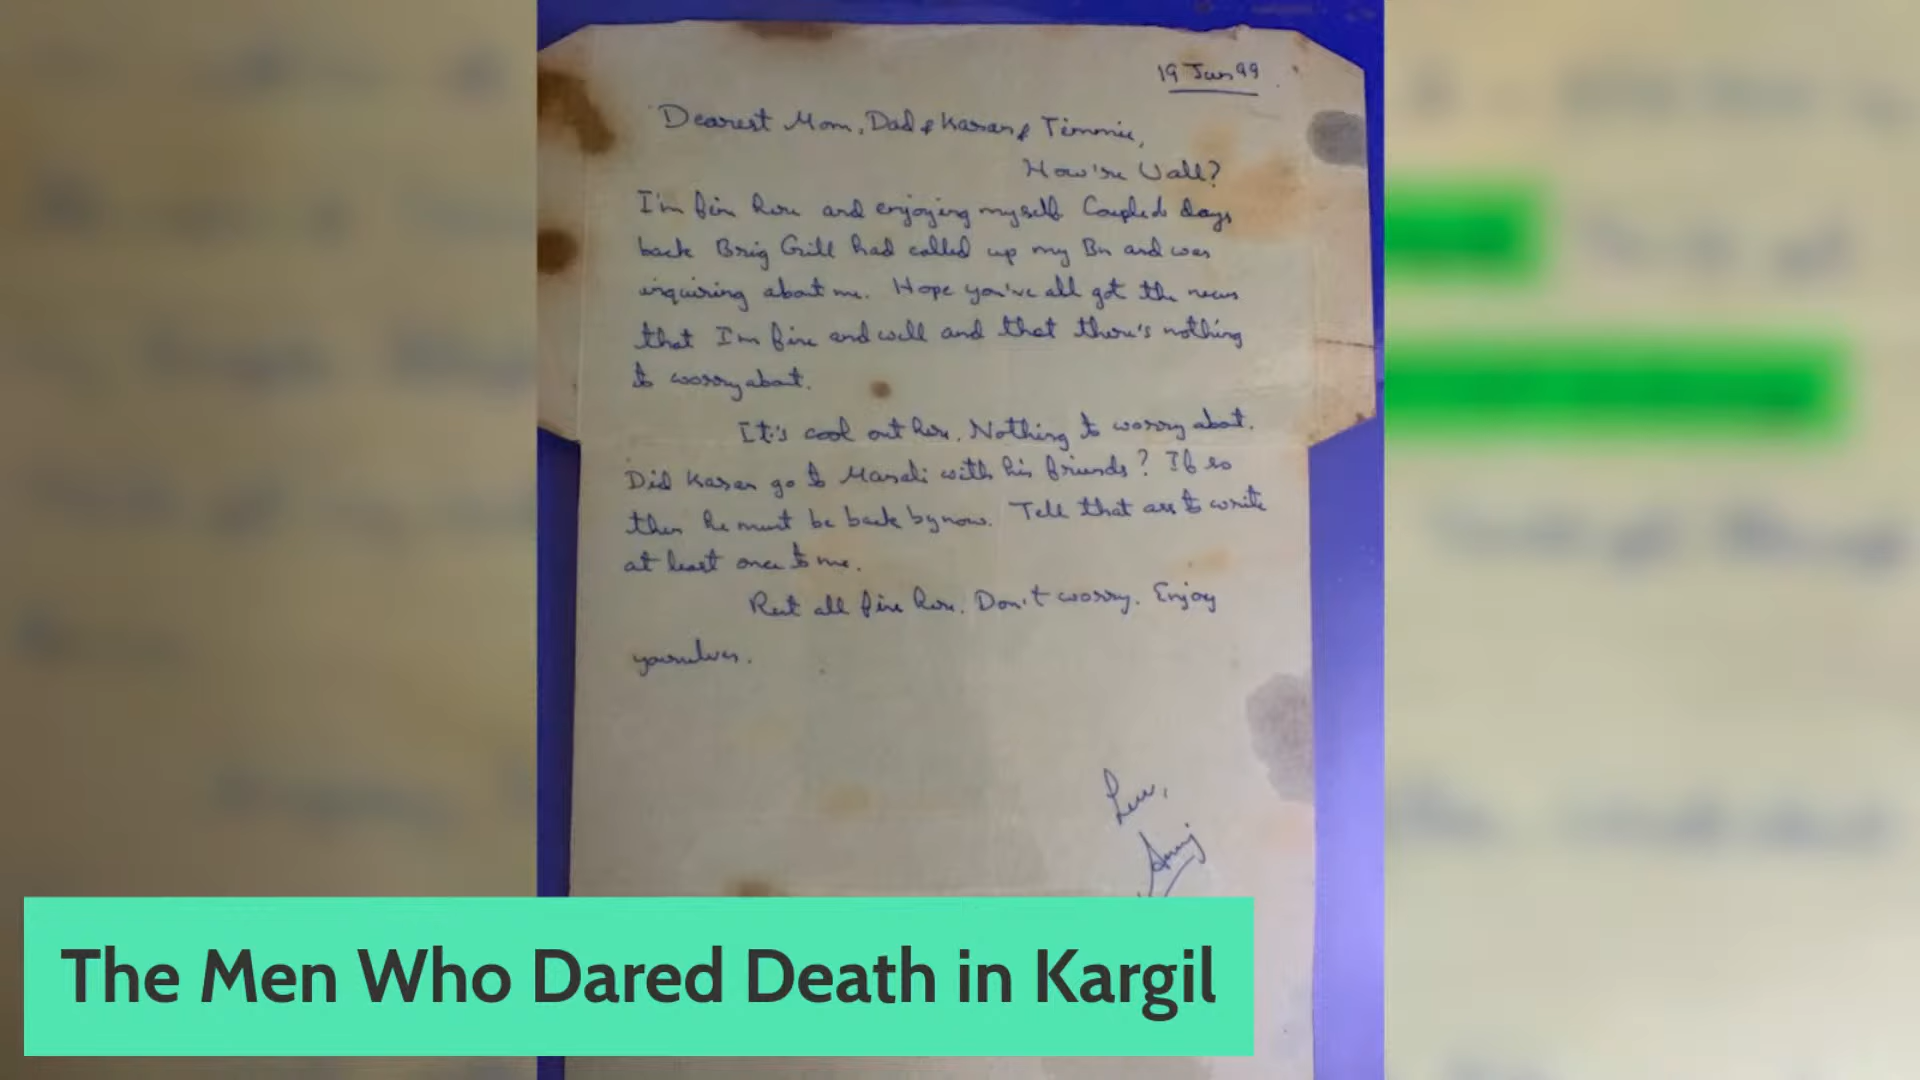 19 Jun 99
Dearest Mom, Dad & Karan & Timmie,
How're Uall?
I'm fine here and enjoying myself. Coupled days
back Brig Gill had called up my Bn and was
inquiring about me. Hope you've all got the news
that I'm fine and well and that there's nothing
to worry about.
It's cool out here. Nothing to worry about.
Did Karan go to Manali with his friends? If so
then he must be back by now. Tell that ass to write
at least once to me.
Rest all fine here. Don't worry. Enjoy
yourselves.
Love,
The Men Who Dared Death in Kargil